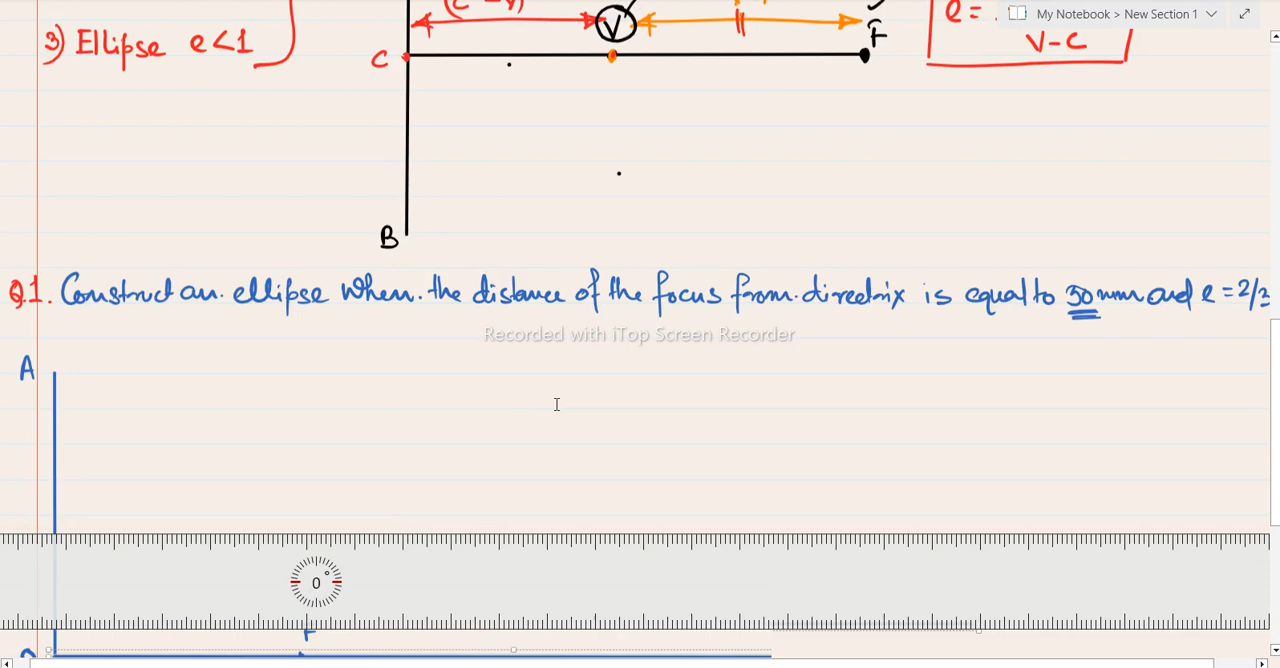 My Notebook > New Section 1
3) Ellipse e<1
V
F
e =
V-C
C
B
Q.1. Construct an. ellipse when. the distance of the focus from. directrix is equal to 30mm and e = 2/3
Recorded with iTop Screen Recorder
A
0°
F